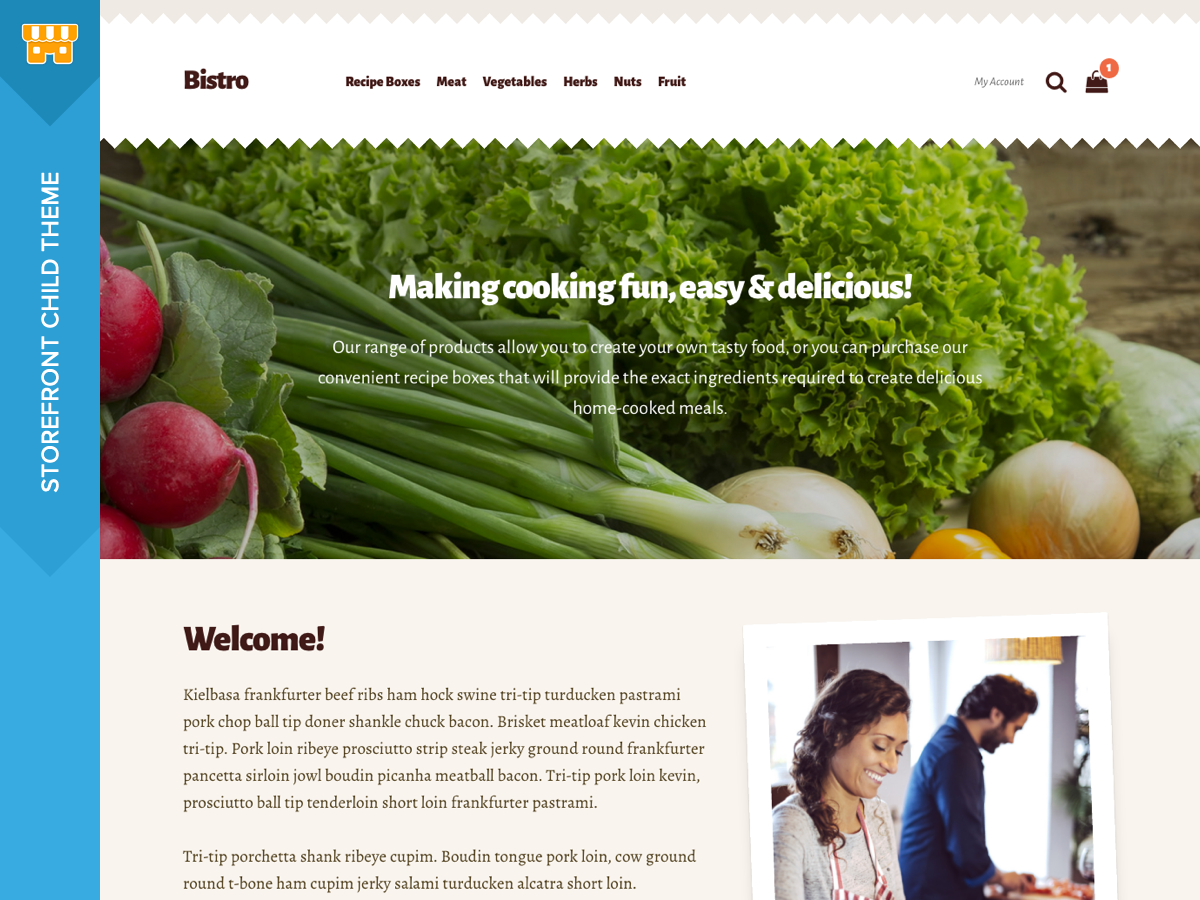 STOREFRONT CHILD THEME
Bistro
Recipe Boxes Meat Vegetables Herbs Nuts Fruit
My Account
1
Making cooking fun, easy & delicious!
Our range of products allow you to create your own tasty food, or you can purchase our
convenient recipe boxes that will provide the exact ingredients required to create delicious
home-cooked meals.
Welcome!
Kielbasa frankfurter beef ribs ham hock swine tri-tip turducken pastrami
pork chop ball tip doner shankle chuck bacon. Brisket meatloaf kevin chicken
tri-tip. Pork loin ribeye prosciutto strip steak jerky ground round frankfurter
pancetta sirloin jowl boudin picanha meatball bacon. Tri-tip pork loin kevin,
prosciutto ball tip tenderloin short loin frankfurter pastrami.
Tri-tip porchetta shank ribeye cupim. Boudin tongue pork loin, cow ground
round t-bone ham cupim jerky salami turducken alcatra short loin.